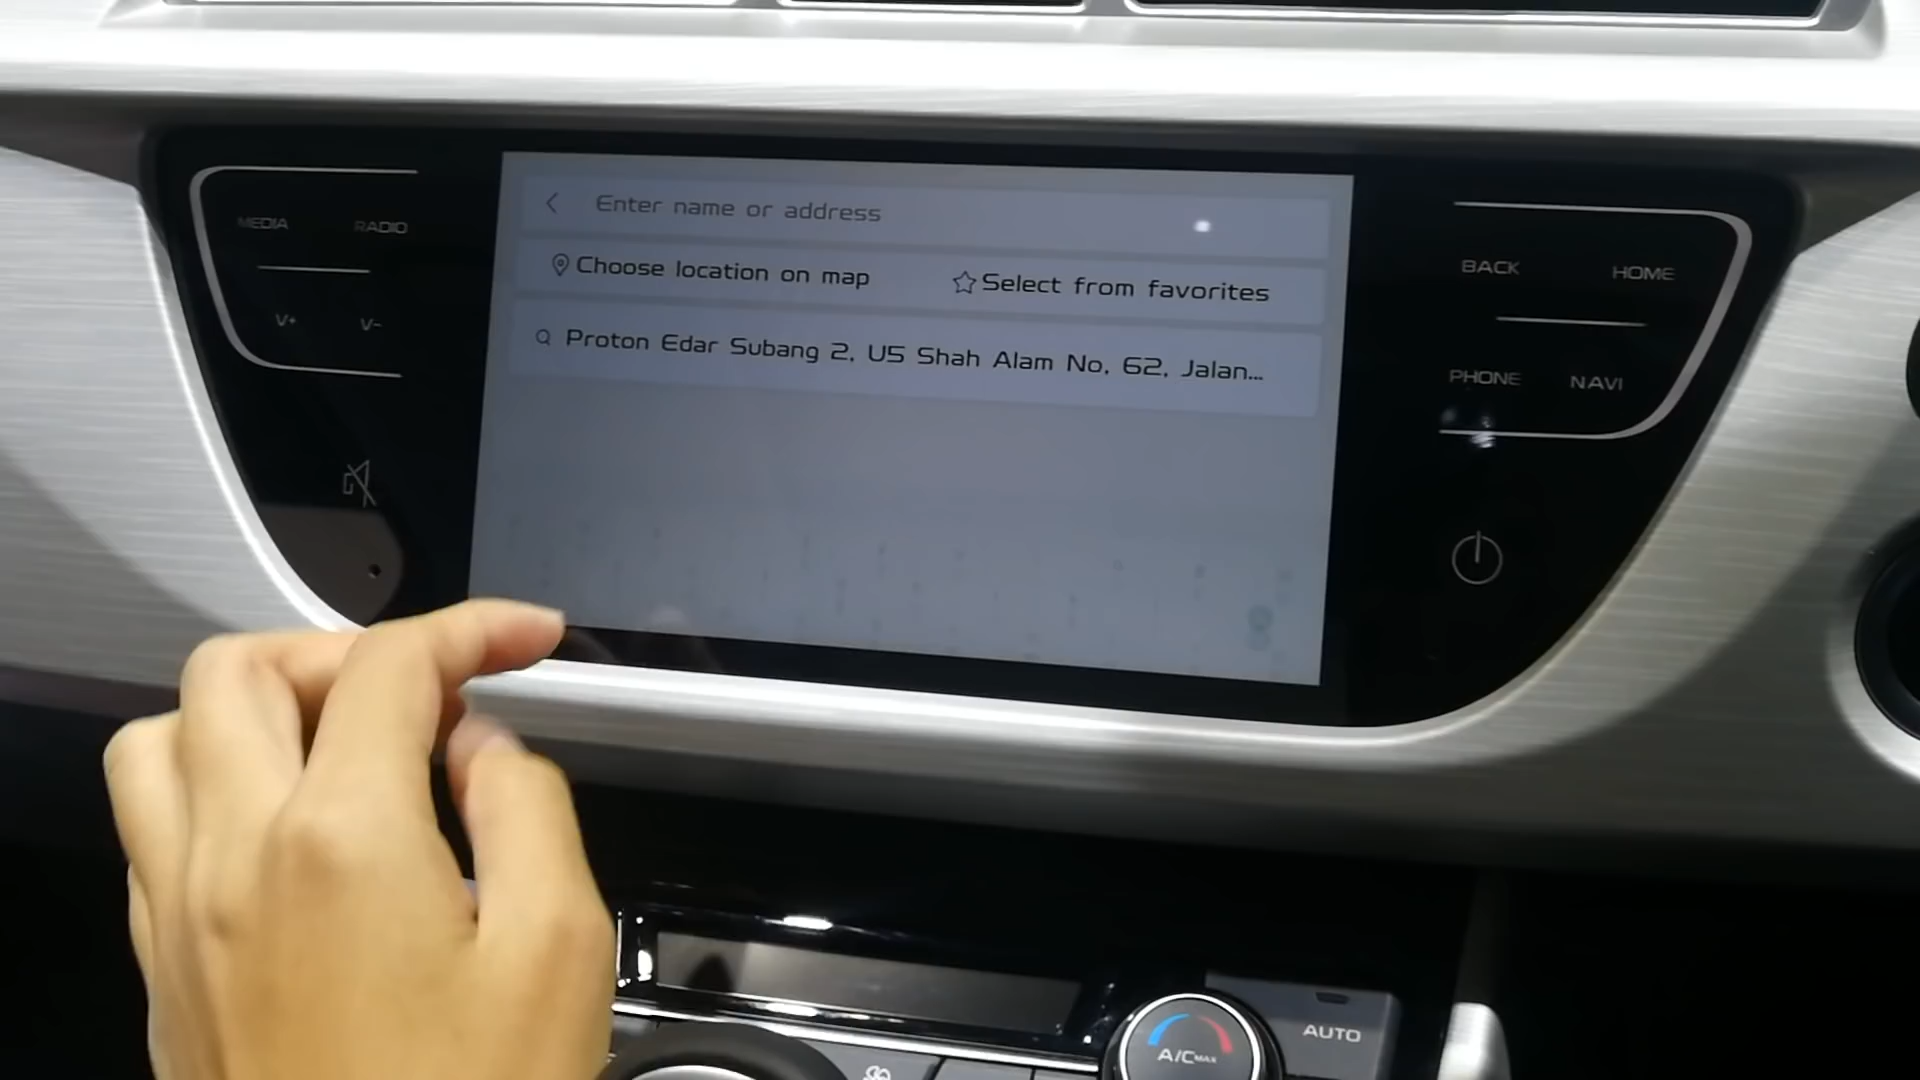 Enter name or address
Choose location on map
Select from favorites
Proton Edar Subang 2, U5 Shah Alam No, 62, Jalan...
MEDIA RADIO
V+ V-
BACK HOME
PHONE NAVI
A/C MAX
AUTO